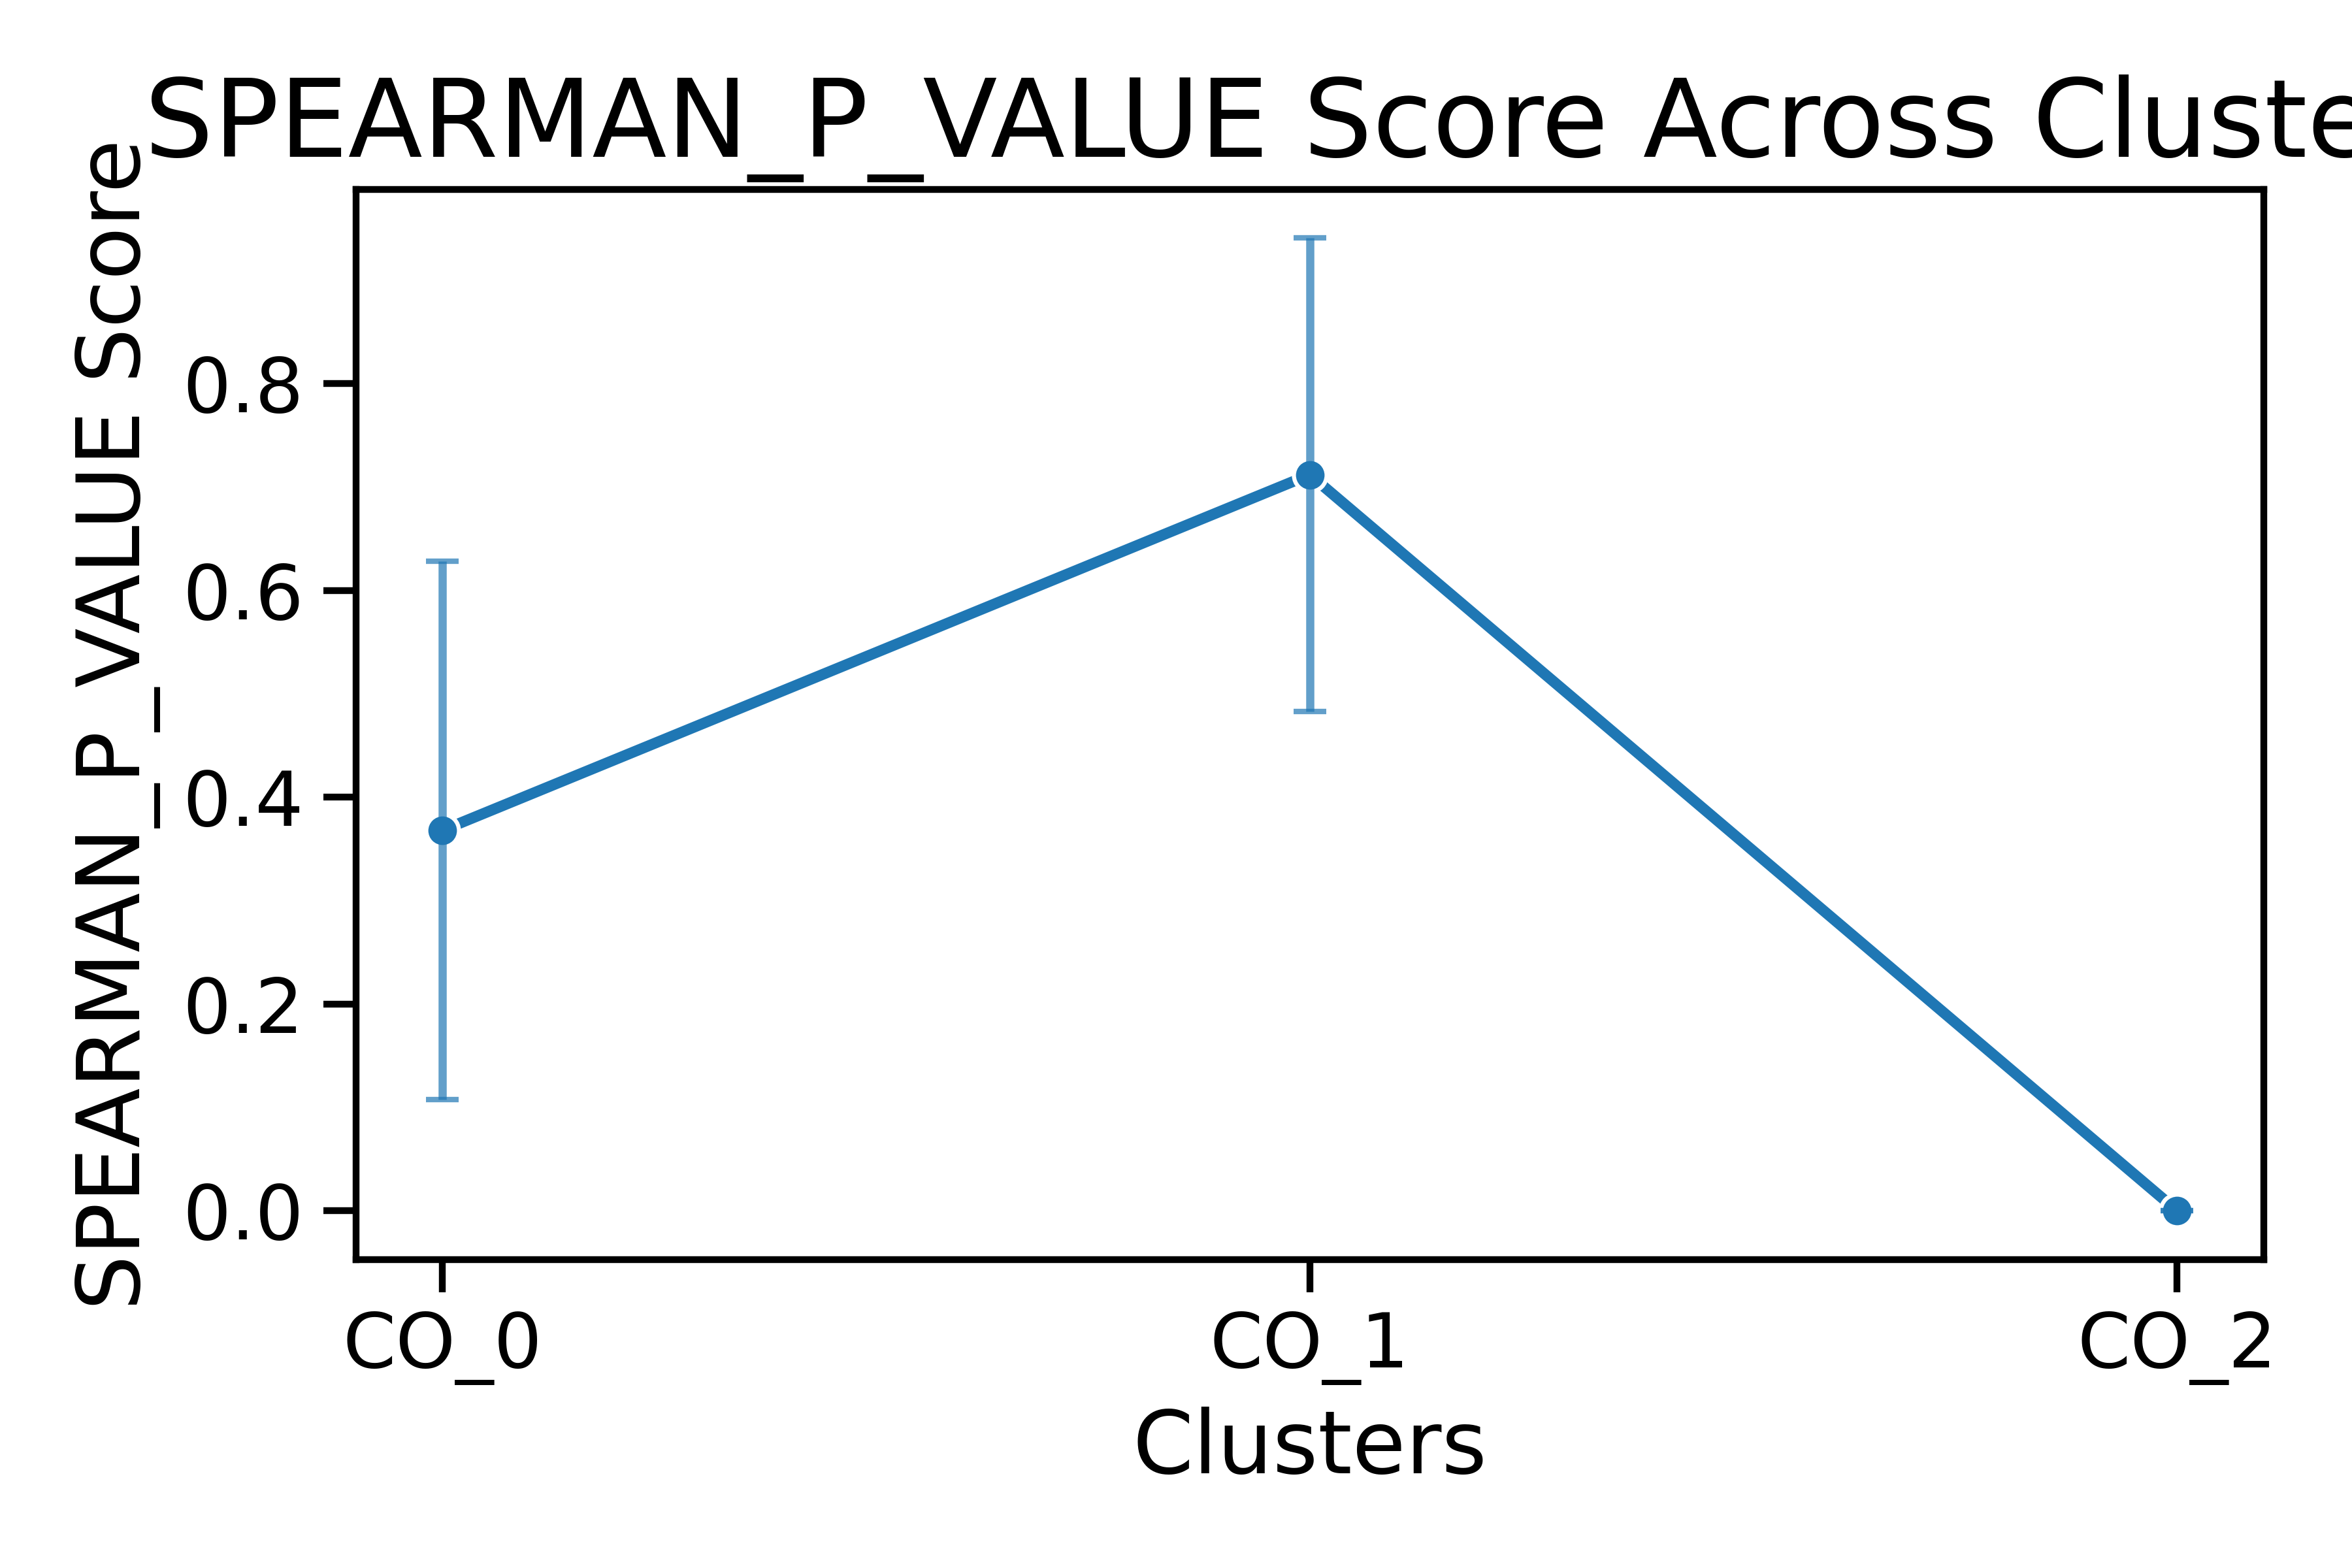 SPEARMAN_P_VALUE Score Across Cluste
SPEARMAN_P_VALUE Score
0.8
0.6
0.4
0.2
0.0
CO_0
CO_1
CO_2
Clusters